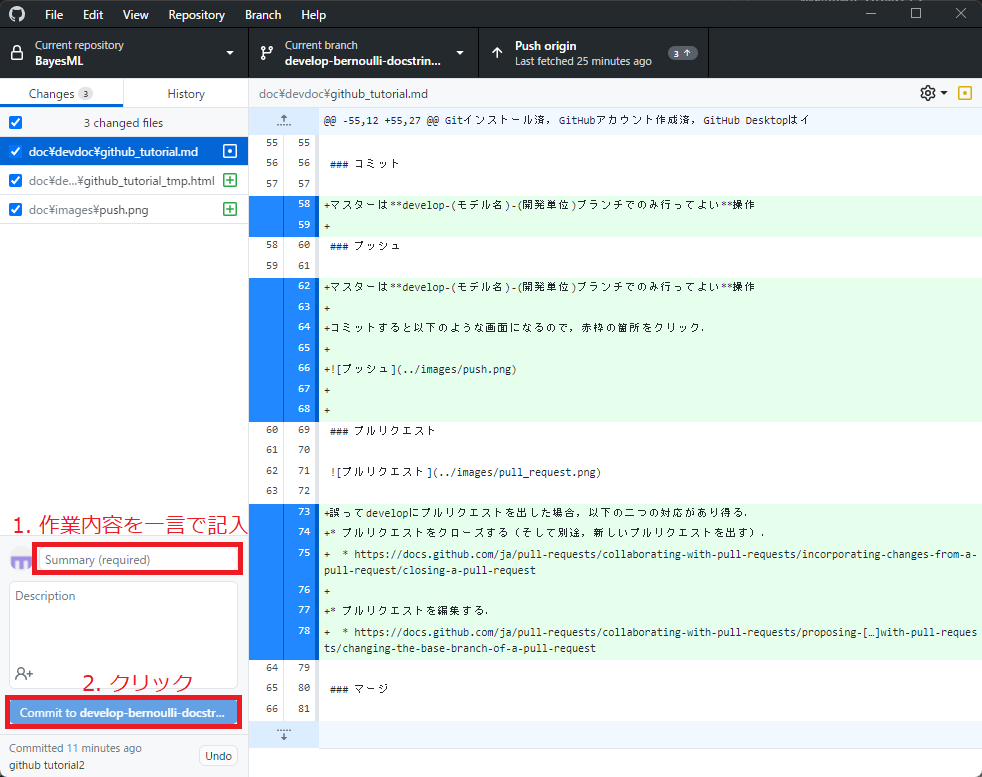 File Edit View Repository Branch Help
Current repository
BayesML
Current branch
develop-bernoulli-docstrin...
Push origin
Last fetched 25 minutes ago
3
Changes 3
History
3 changed files
doc¥devdoc¥github_tutorial.md
doc¥de...¥github_tutorial_tmp.html
doc¥images¥push.png
1. 作業内容を一言で記入
Summary (required)
Description
2. クリック
Commit to develop-bernoulli-docstr...
Committed 11 minutes ago
github tutorial2
Undo
doc¥devdoc¥github_tutorial.md
@@ -55,12 +55,27 @@ Gitインストール済, GitHubアカウント作成済, GitHub Desktopはイ
55 55
56 56 ### コミット
57 57
58 +マスターは**develop-(モデル名)-(開発単位)ブランチでのみ行ってよい**操作
59 +
58 60 ### プッシュ
59 61
62 +マスターは**develop-(モデル名)-(開発単位)ブランチでのみ行ってよい**操作
63 +
64 +コミットすると以下のような画面になるので, 赤枠の箇所をクリック.
65 +
66 +![プッシュ](../images/push.png)
67 +
68 +
60 69 ### プルリクエスト
61 70
62 71 ![プルリクエスト](../images/pull_request.png)
63 72
73 +誤ってdevelopにプルリクエストを出した場合, 以下の二つの対応があり得る.
74 +* プルリクエストをクローズする (そして別途, 新しいプルリクエストを出す) .
75 + * https://docs.github.com/ja/pull-requests/collaborating-with-pull-requests/incorporating-changes-from-a-
pull-request/closing-a-pull-request
76 +
77 +* プルリクエストを編集する.
78 + * https://docs.github.com/ja/pull-requests/collaborating-with-pull-requests/proposing-[…]with-pull-reques
ts/changing-the-base-branch-of-a-pull-request
64 79
65 80 ### マージ
66 81